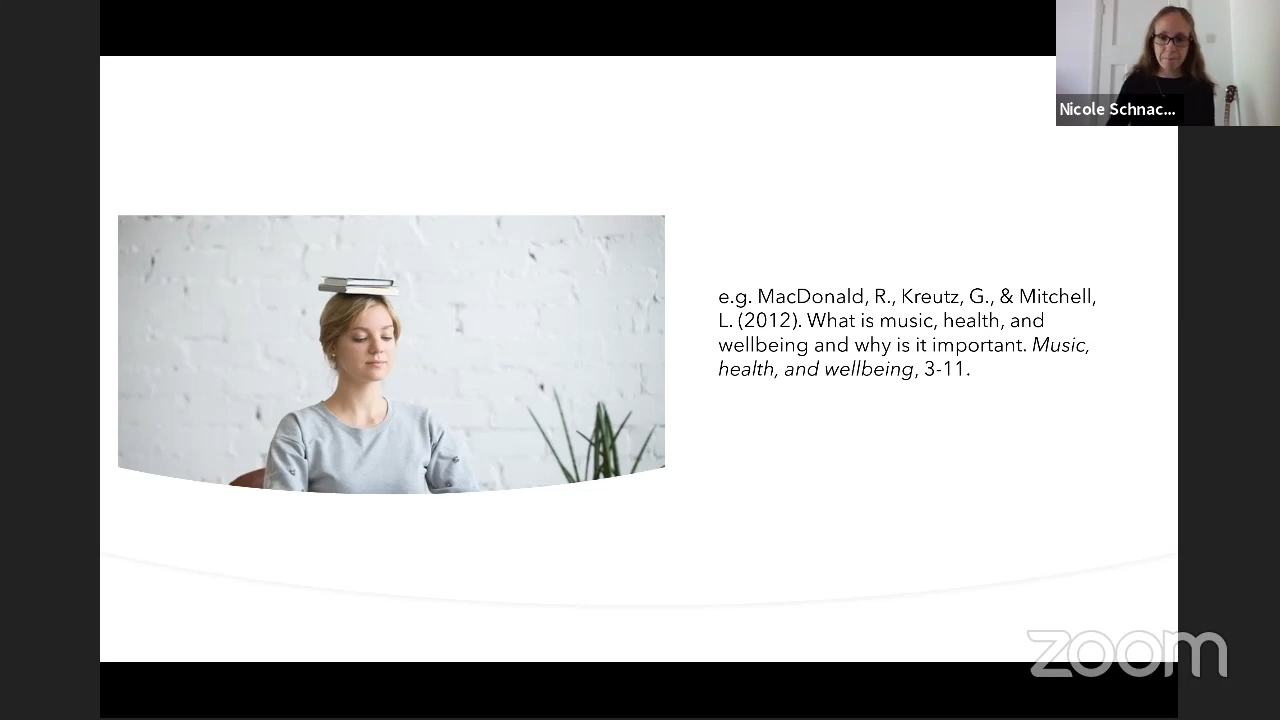 Nicole Schnac...
e.g. MacDonald, R., Kreutz, G., & Mitchell,
L. (2012). What is music, health, and
wellbeing and why is it important. Music,
health, and wellbeing, 3-11.
zoom